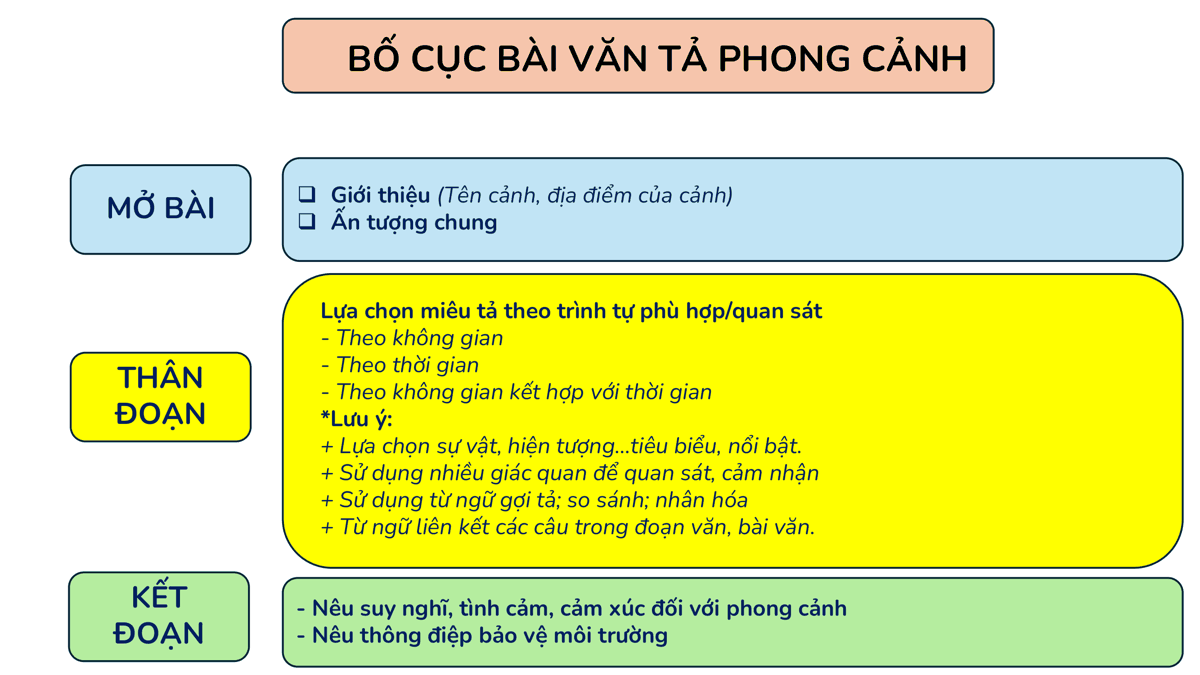 BỐ CỤC BÀI VĂN TẢ PHONG CẢNH
MỞ BÀI
❑ Giới thiệu (Tên cảnh, địa điểm của cảnh)
❑ Ấn tượng chung
THÂN
ĐOẠN
Lựa chọn miêu tả theo trình tự phù hợp/quan sát
- Theo không gian
- Theo thời gian
- Theo không gian kết hợp với thời gian
*Lưu ý:
+ Lựa chọn sự vật, hiện tượng...tiêu biểu, nổi bật.
+ Sử dụng nhiều giác quan để quan sát, cảm nhận
+ Sử dụng từ ngữ gợi tả; so sánh; nhân hóa
+ Từ ngữ liên kết các câu trong đoạn văn, bài văn.
KẾT
ĐOẠN
- Nêu suy nghĩ, tình cảm, cảm xúc đối với phong cảnh
- Nêu thông điệp bảo vệ môi trường